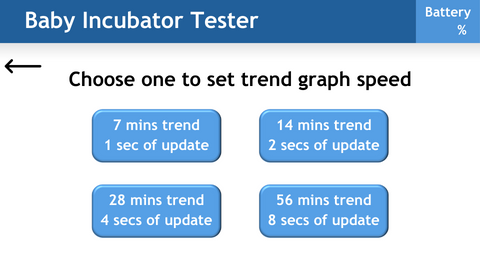 Baby Incubator Tester
Battery
%
Choose one to set trend graph speed
7 mins trend
1 sec of update
14 mins trend
2 secs of update
28 mins trend
4 secs of update
56 mins trend
8 secs of update